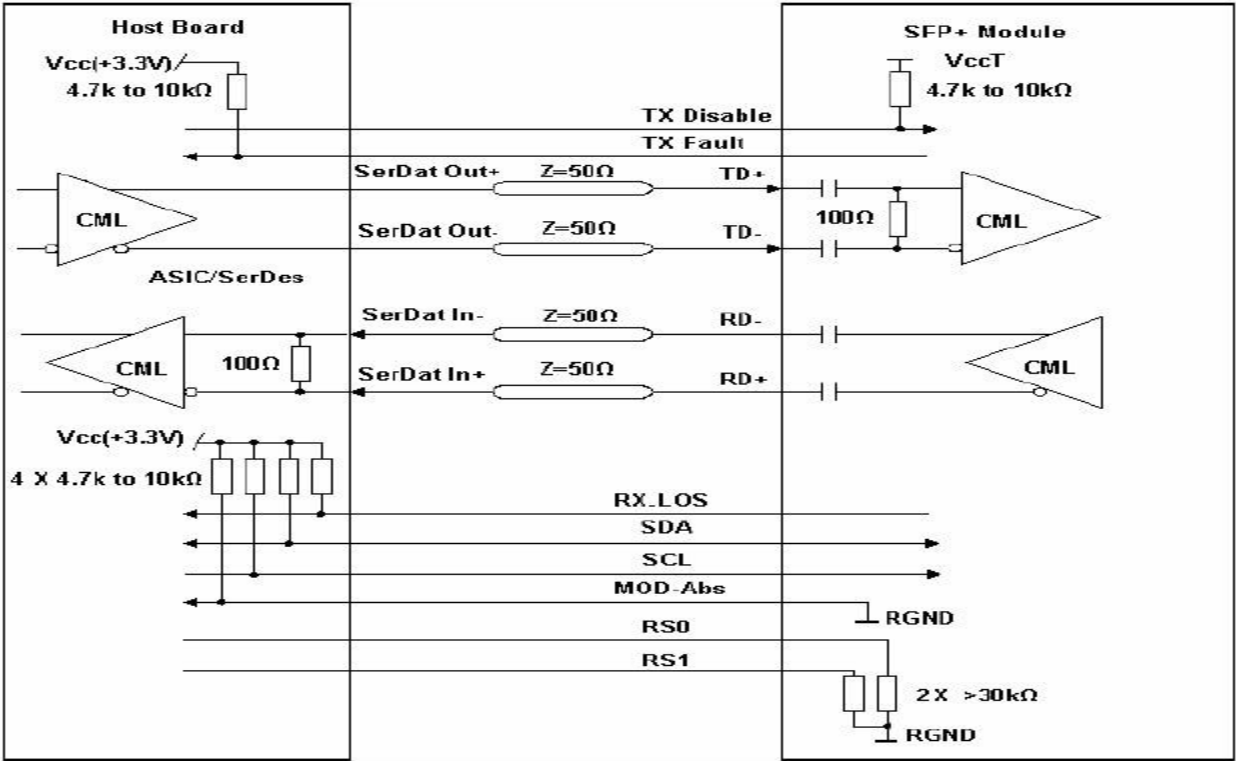 Host Board
Vcc(+3.3V)
4.7k to 10kΩ
SFP+ Module
VccT
4.7k to 10kΩ
TX Disable
TX Fault
SerDat Out+
Z=50Ω
TD+
CML
SerDat Out-
Z=50Ω
TD-
100Ω
CML
ASIC/SerDes
SerDat In-
Z=50Ω
RD-
CML
100Ω
SerDat In+
Z=50Ω
RD+
CML
Vcc(+3.3V)
4 X 4.7k to 10kΩ
RX-LOS
SDA
SCL
MOD-Abs
RGND
RS0
RS1
2X >30kΩ
RGND